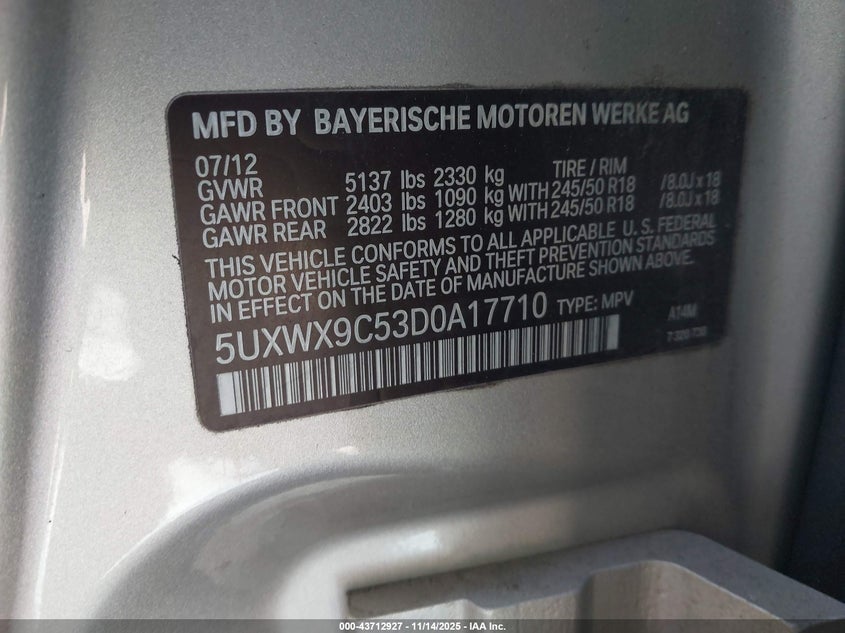 MFD BY BAYERISCHE MOTOREN WERKE AG
07/12 TIRE / RIM
GVWR 5137 lbs 2330 kg
GAWR FRONT 2403 lbs 1090 kg WITH 245/50 R18 /8.0J x 18
GAWR REAR 2822 lbs 1280 kg WITH 245/50 R18 /8.0J x 18
THIS VEHICLE CONFORMS TO ALL APPLICABLE U. S. FEDERAL
MOTOR VEHICLE SAFETY AND THEFT PREVENTION STANDARDS
IN EFFECT ON THE DATE OF MANUFACTURE SHOWN ABOVE.
5UXWX9C53D0A17710 TYPE: MPV A14M
000-43712927 - 11/14/2025 - IAA Inc.